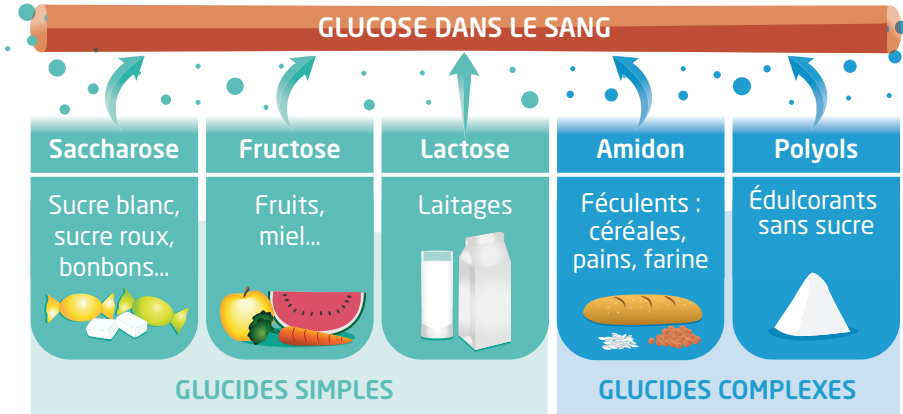 GLUCOSE DANS LE SANG
Saccharose
Fructose
Lactose
Amidon
Polyols
Sucre blanc,
sucre roux,
bonbons...
Fruits,
miel...
Laitages
Féculents :
céréales,
pains, farine
Édulcorants
sans sucre
GLUCIDES SIMPLES
GLUCIDES COMPLEXES